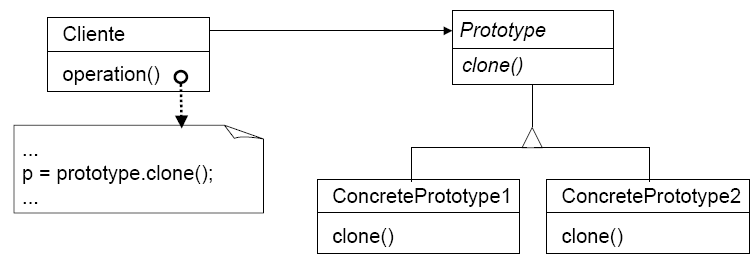 Cliente
operation()
...
p = prototype.clone();
...
Prototype
clone()
ConcretePrototype1
clone()
ConcretePrototype2
clone()